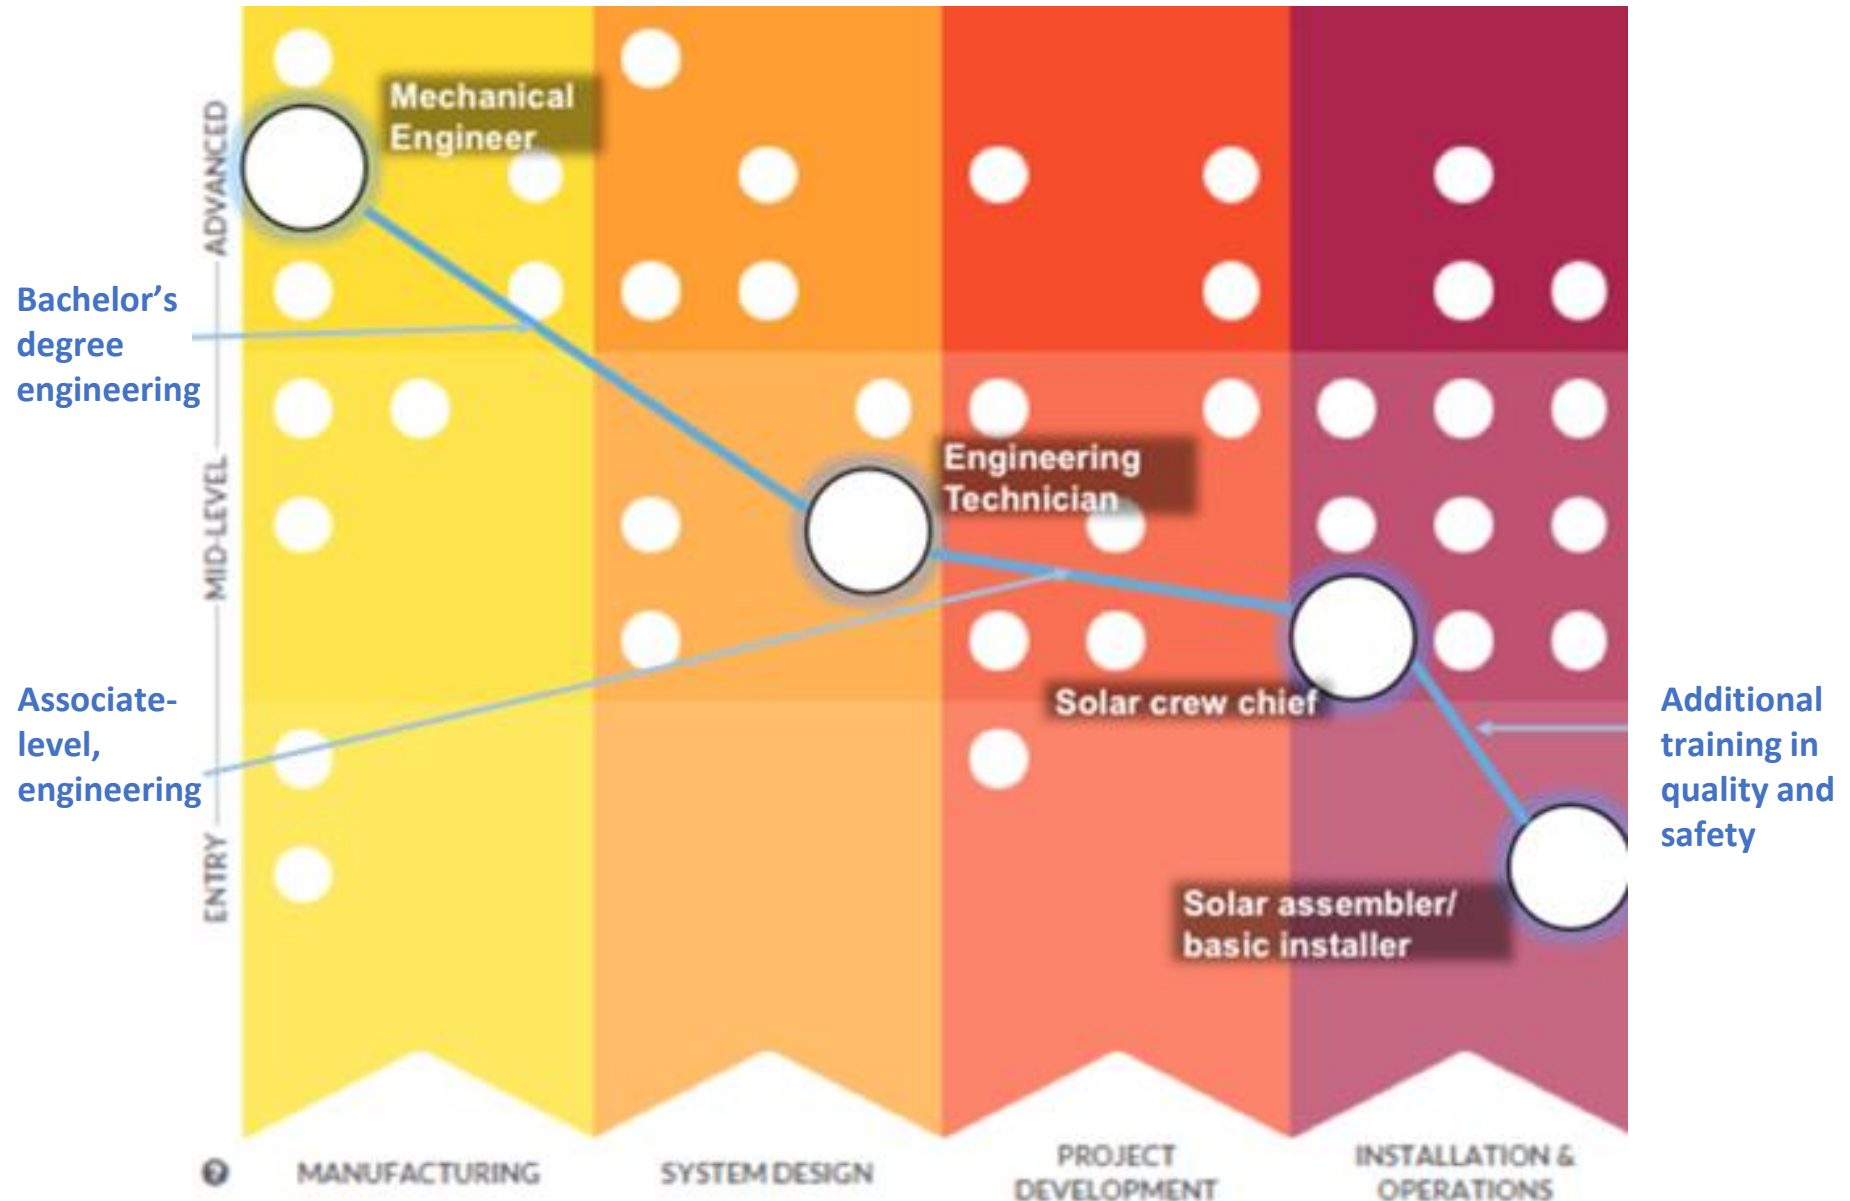 Mechanical
Engineer
ADVANCED
Bachelor’s
degree
engineering
Engineering
Technician
MID-LEVEL
Associate-
level,
engineering
Solar crew chief
Additional
training in
quality and
safety
ENTRY
Solar assembler/
basic installer
?
MANUFACTURING
SYSTEM DESIGN
PROJECT
DEVELOPMENT
INSTALLATION &
OPERATIONS